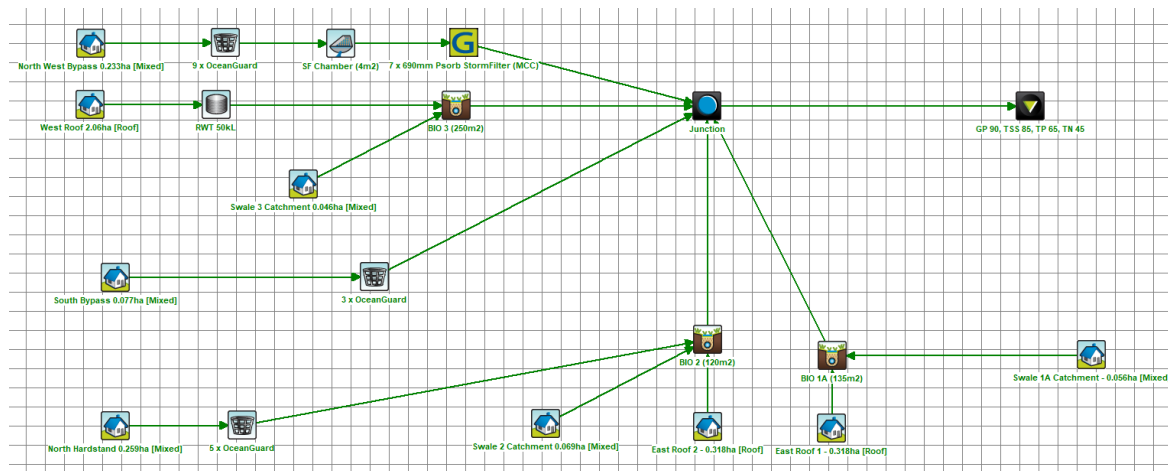 G
North West Bypass 0.233ha [Mixed]
9 x OceanGuard
SF Chamber (4m2)
7 x 690mm Psorb StormFilter (MCC)
West Roof 2.06ha [Roof]
RWT 50kL
BIO 3 (250m2)
Junction
GP 90, TSS 85, TP 65, TN 45
Swale 3 Catchment 0.046ha [Mixed]
South Bypass 0.077ha [Mixed]
3 x OceanGuard
BIO 2 (120m2)
BIO 1A (135m2)
Swale 1A Catchment - 0.056ha [Mixed
North Hardstand 0.259ha [Mixed]
5 x OceanGuard
Swale 2 Catchment 0.069ha [Mixed]
East Roof 2 - 0.318ha [Roof]
East Roof 1 - 0.318ha [Roof]